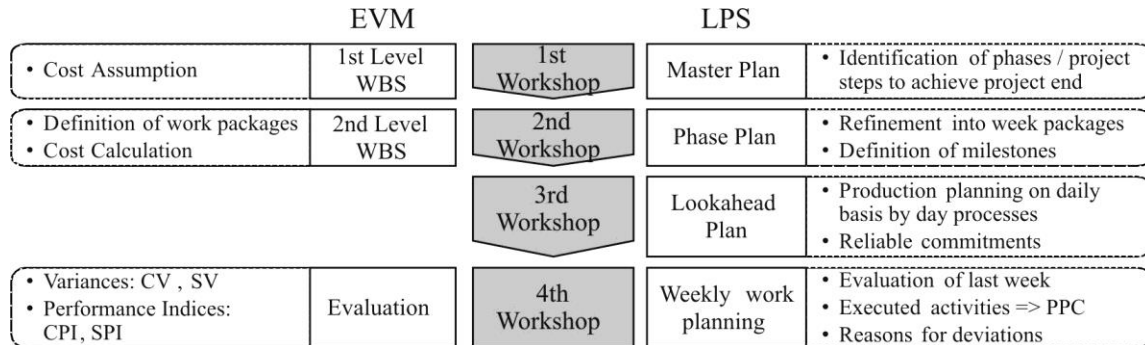 EVM
LPS
• Cost Assumption
1st Level
WBS
1st
Workshop
Master Plan
• Identification of phases / project
steps to achieve project end
• Definition of work packages
• Cost Calculation
2nd Level
WBS
2nd
Workshop
Phase Plan
• Refinement into week packages
• Definition of milestones
3rd
Workshop
Lookahead
Plan
• Production planning on daily
basis by day processes
• Reliable commitments
• Variances: CV , SV
• Performance Indices:
CPI, SPI
Evaluation
4th
Workshop
Weekly work
planning
• Evaluation of last week
• Executed activities => PPC
• Reasons for deviations